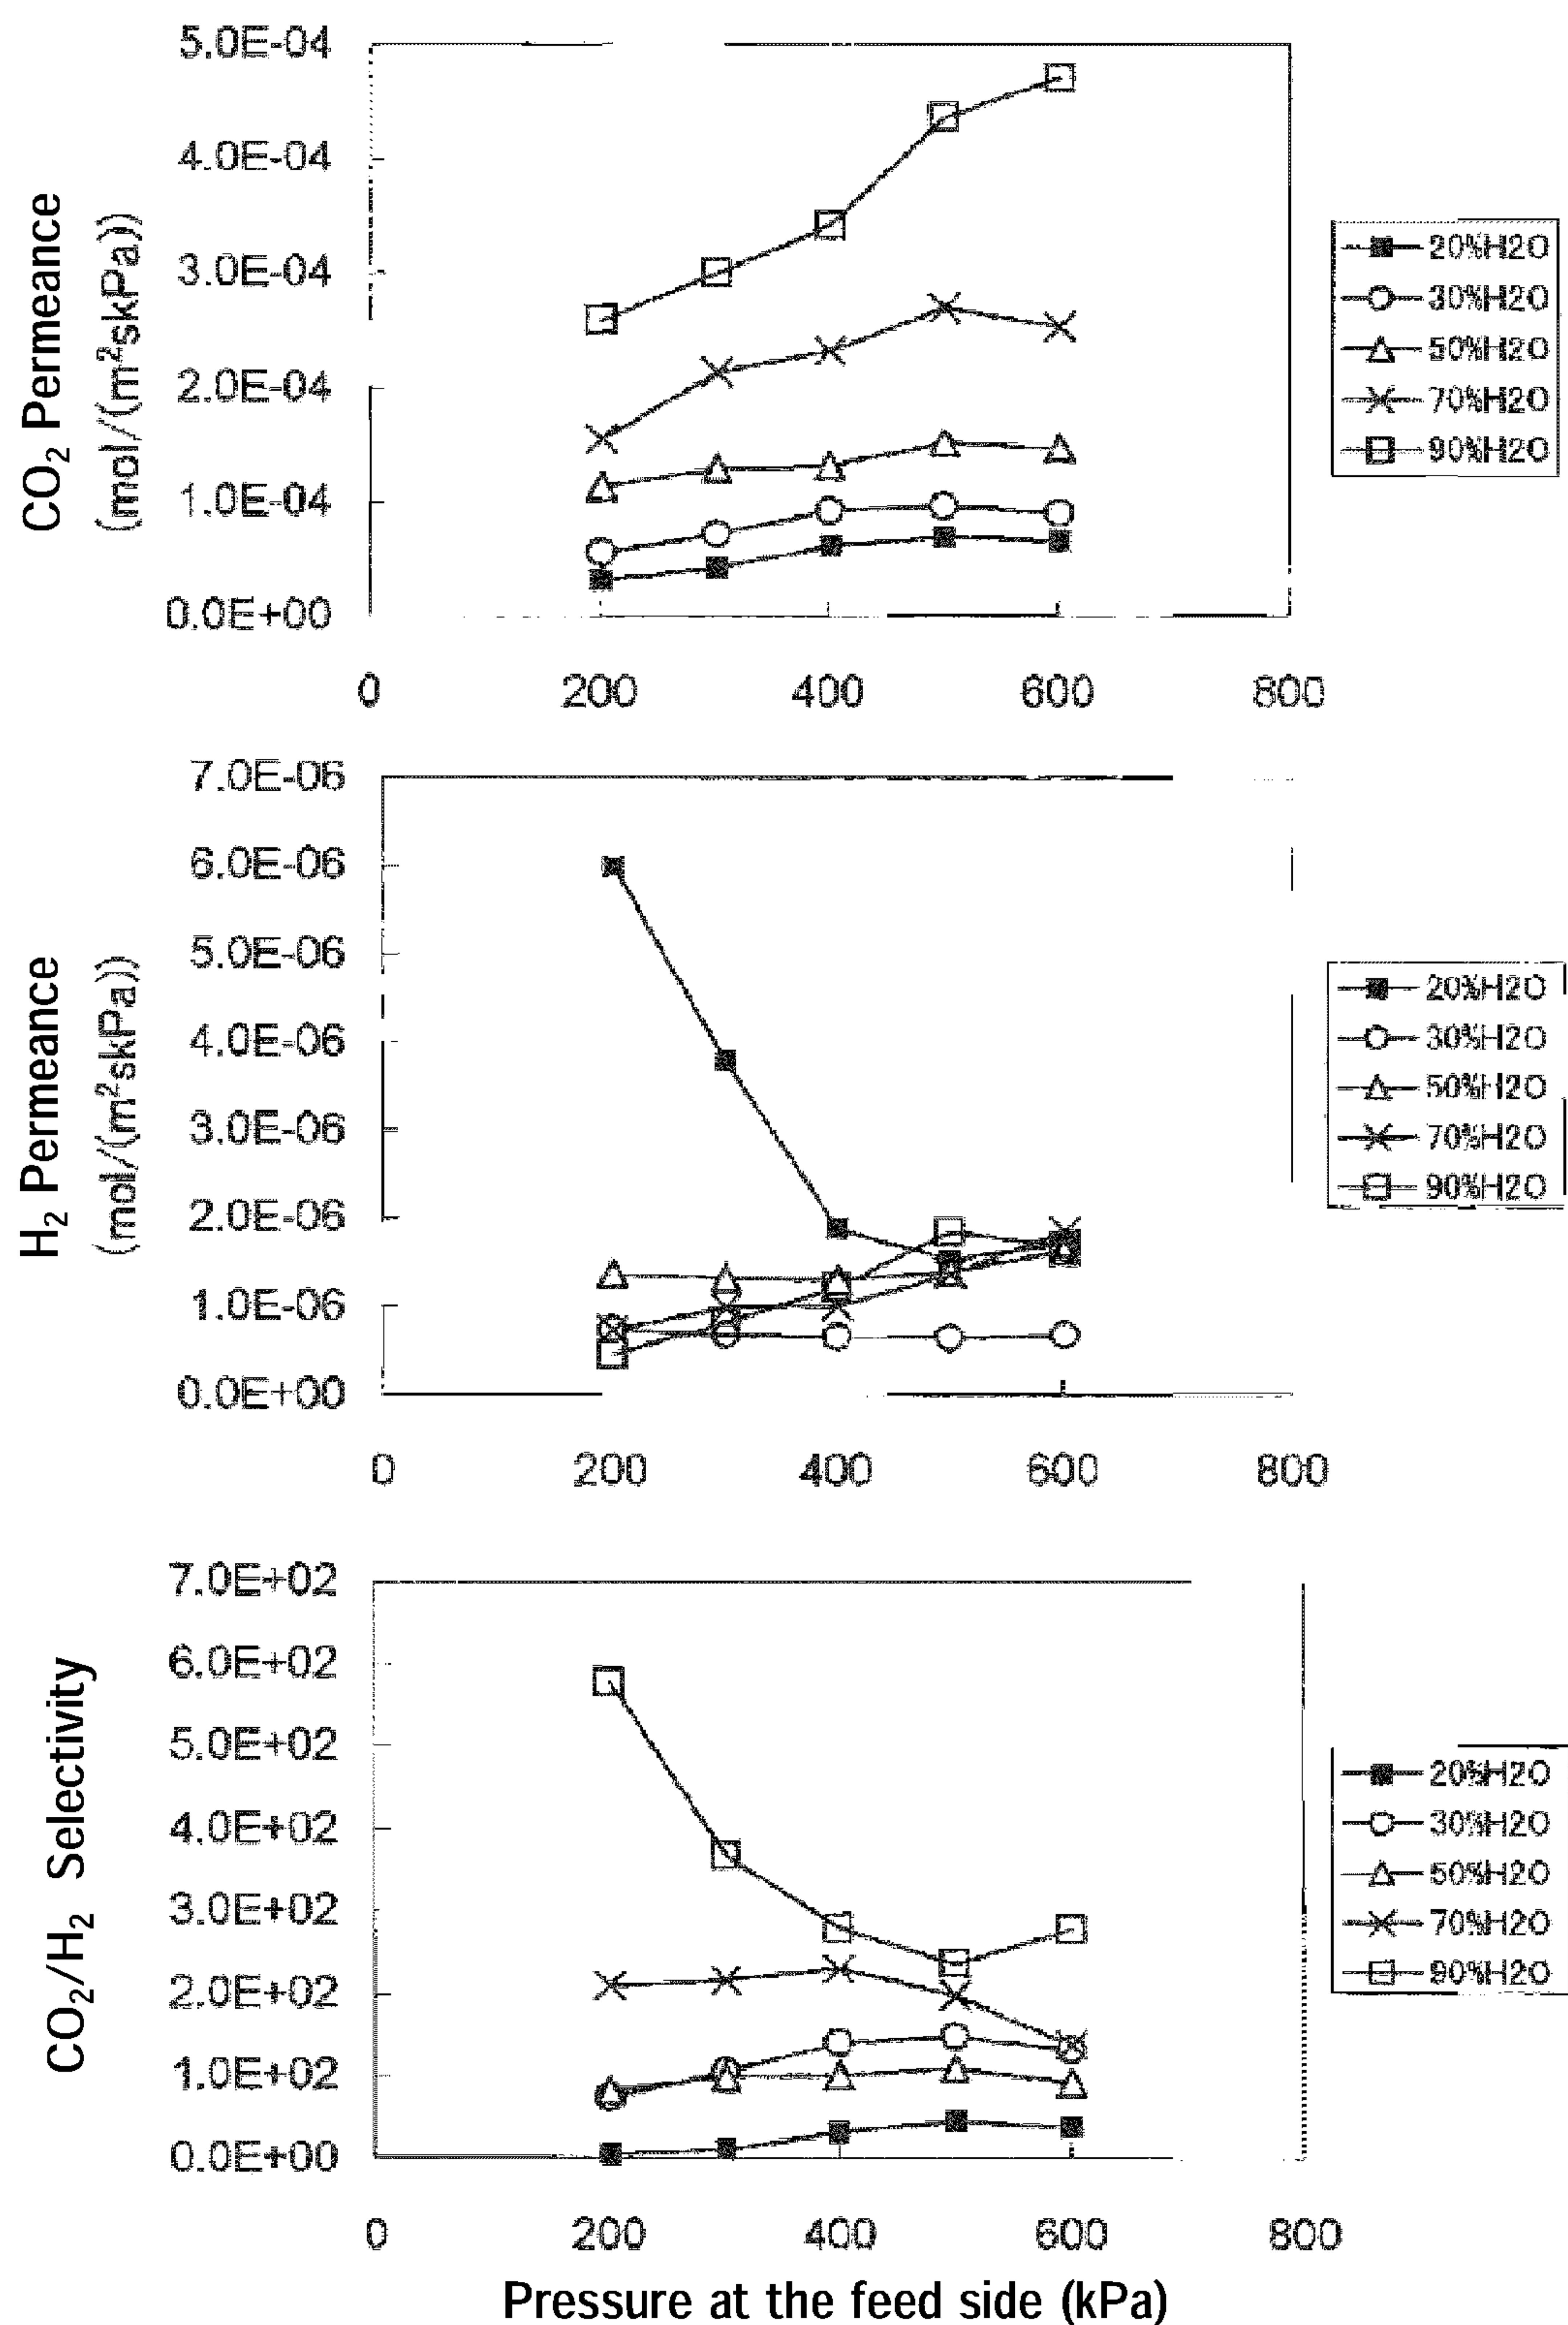 5.0E-04
4.0E-04
3.0E-04
2.0E-04
1.0E-04
0.0E+00
CO₂ Permeance
(mol/(m²skPa))
0 200 400 600 800
20%H2O
30%H2O
50%H2O
70%H2O
90%H2O
7.0E-06
6.0E-06
5.0E-06
4.0E-06
3.0E-06
2.0E-06
1.0E-06
0.0E+00
H₂ Permeance
(mol/(m²skPa))
0 200 400 600 800
20%H2O
30%H2O
50%H2O
70%H2O
90%H2O
7.0E+02
6.0E+02
5.0E+02
4.0E+02
3.0E+02
2.0E+02
1.0E+02
0.0E+00
CO₂/H₂ Selectivity
0 200 400 600 800
20%H2O
30%H2O
50%H2O
70%H2O
90%H2O
Pressure at the feed side (kPa)